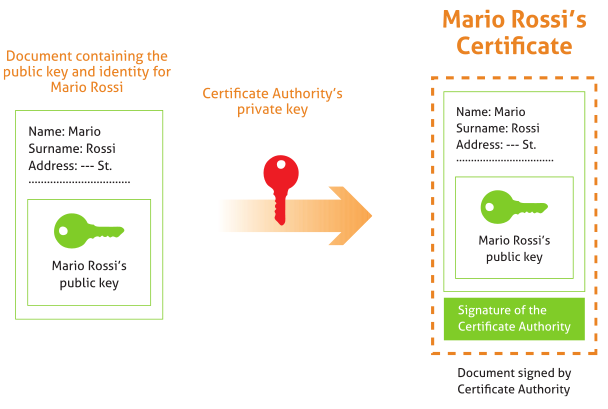 Document containing the
public key and identity for
Mario Rossi
Name: Mario
Surname: Rossi
Address: --- St.
Mario Rossi's
public key
Certificate Authority's
private key
Mario Rossi's
Certificate
Name: Mario
Surname: Rossi
Address: --- St.
Mario Rossi's
public key
Signature of the
Certificate Authority
Document signed by
Certificate Authority